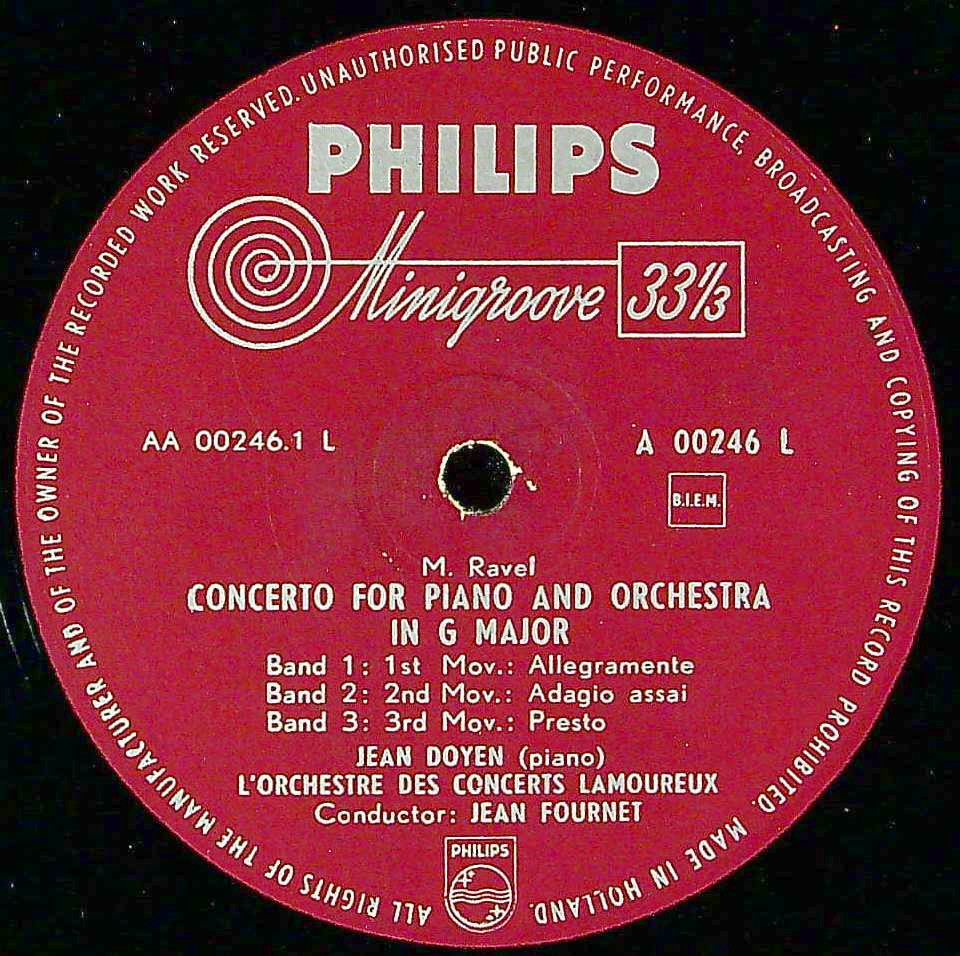 ALL RIGHTS OF THE MANUFACTURER AND OF THE OWNER OF THE RECORDED WORK RESERVED. UNAUTHORISED PUBLIC PERFORMANCE, BROADCASTING AND COPYING OF THIS RECORD PROHIBITED. MADE IN HOLLAND.
PHILIPS
Minigroove 33⅓
AA 00246.1 L
A 00246 L
B.I.E.M.
M. Ravel
CONCERTO FOR PIANO AND ORCHESTRA
IN G MAJOR
Band 1: 1st Mov.: Allegramente
Band 2: 2nd Mov.: Adagio assai
Band 3: 3rd Mov.: Presto
JEAN DOYEN (piano)
L'ORCHESTRE DES CONCERTS LAMOUREUX
Conductor: JEAN FOURNET
PHILIPS